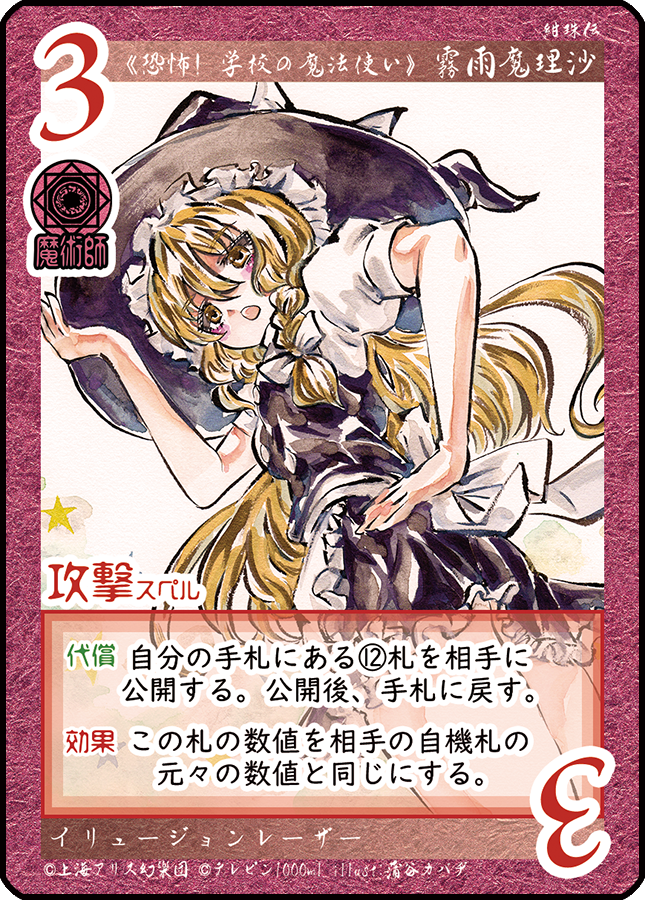 3
紺珠伝
《恐怖! 学校の魔法使い》 霧雨魔理沙
魔術師
攻撃スペル
代償 自分の手札にある⑫札を相手に
公開する。公開後、手札に戻す。
効果 この札の数値を相手の自機札の
元々の数値と同じにする。
3
イリュージョンレーザー
©上海アリス幻樂団 ©テレピン1000ml illust.蒲谷カバヂ